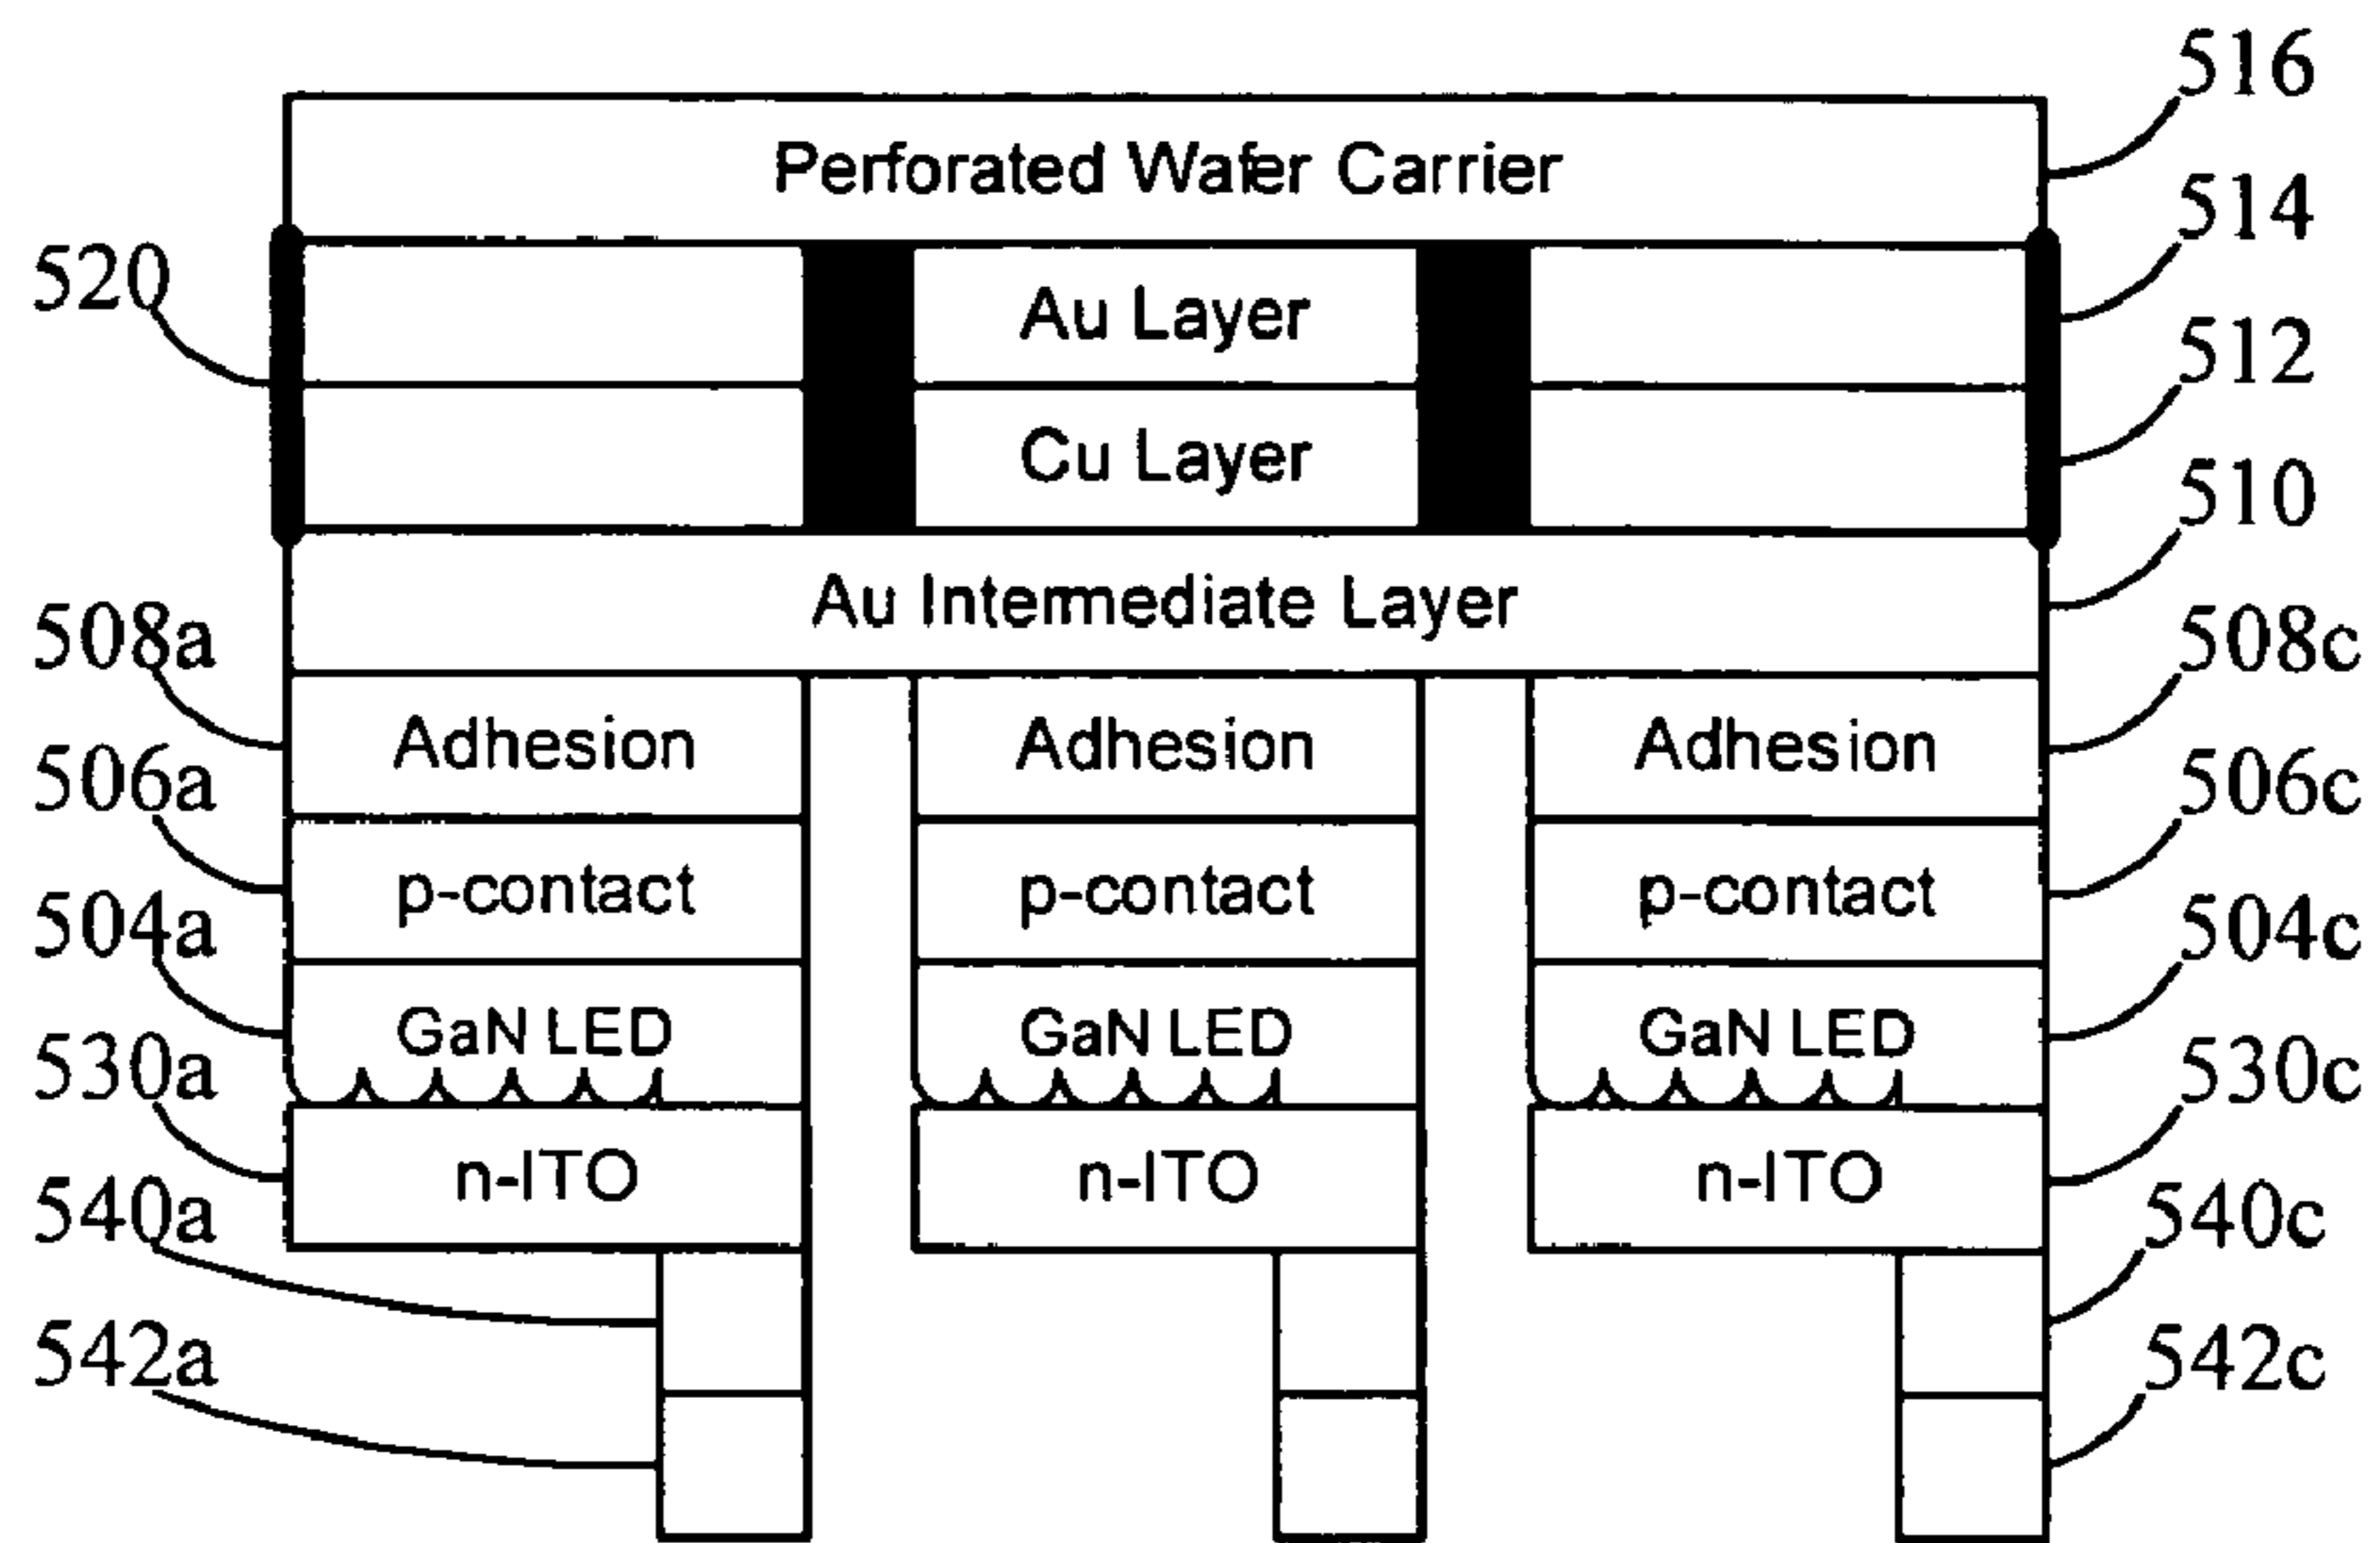 516
Perforated Wafer Carrier
514
520
Au Layer
512
Cu Layer
510
Au Intermediate Layer
508a
508c
Adhesion Adhesion Adhesion
506a
506c
p-contact p-contact p-contact
504a
504c
GaN LED GaN LED GaN LED
530a
530c
n-ITO n-ITO n-ITO
540a
540c
542a
542c